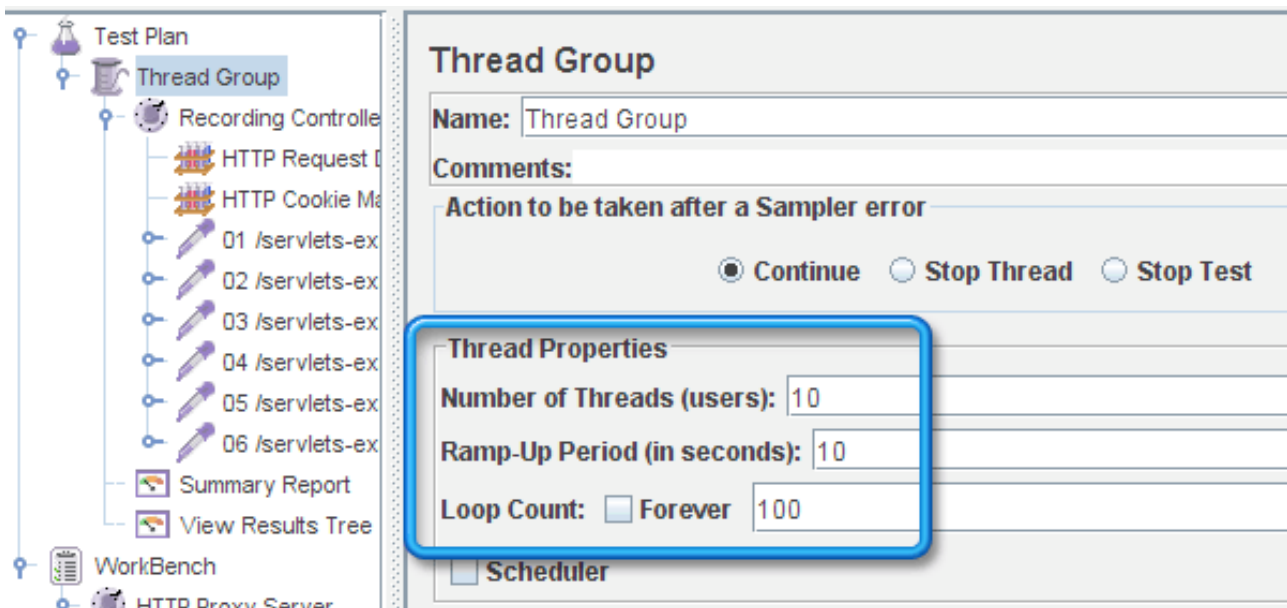 Test Plan
Thread Group
Recording Controlle
HTTP Request D
HTTP Cookie Ma
01 /servlets-ex
02 /servlets-ex
03 /servlets-ex
04 /servlets-ex
05 /servlets-ex
06 /servlets-ex
Summary Report
View Results Tree
WorkBench
HTTP Proxy Server
Thread Group
Name: Thread Group
Comments:
Action to be taken after a Sampler error
Continue Stop Thread Stop Test
Thread Properties
Number of Threads (users): 10
Ramp-Up Period (in seconds): 10
Loop Count: Forever 100
Scheduler